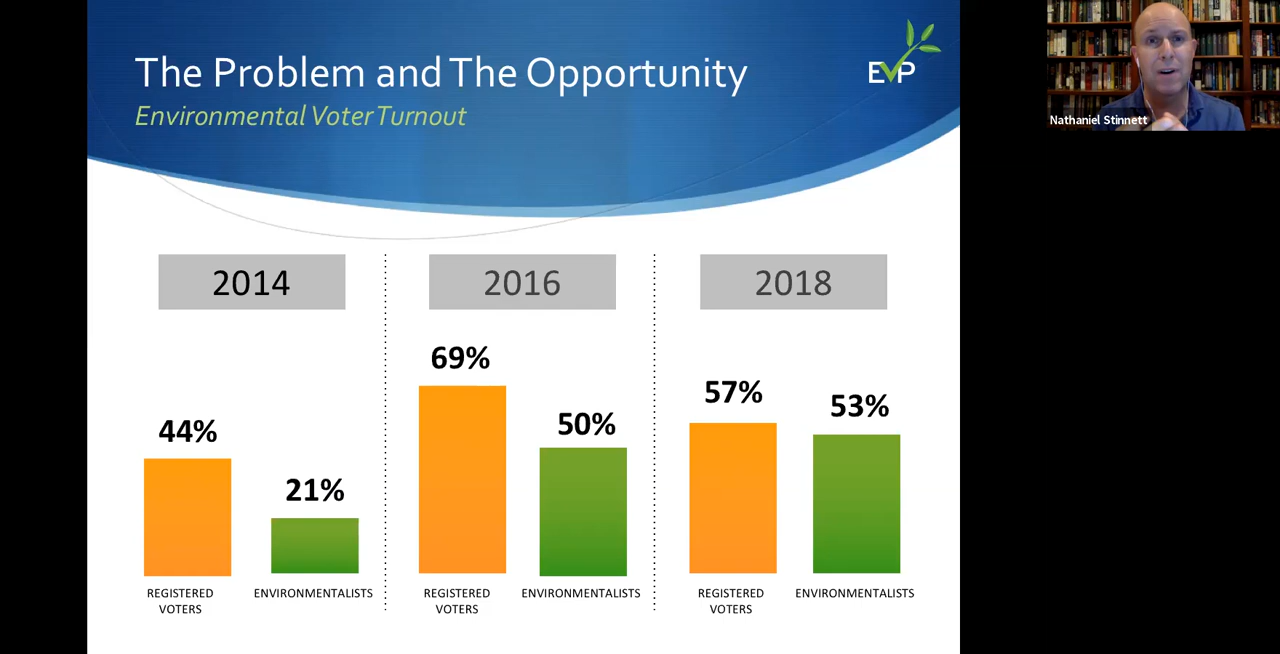 The Problem and The Opportunity
Environmental Voter Turnout
EVP
Nathaniel Stinnett
2014
2016
2018
44%
21%
69%
50%
57%
53%
REGISTERED
VOTERS
ENVIRONMENTALISTS
REGISTERED
VOTERS
ENVIRONMENTALISTS
REGISTERED
VOTERS
ENVIRONMENTALISTS